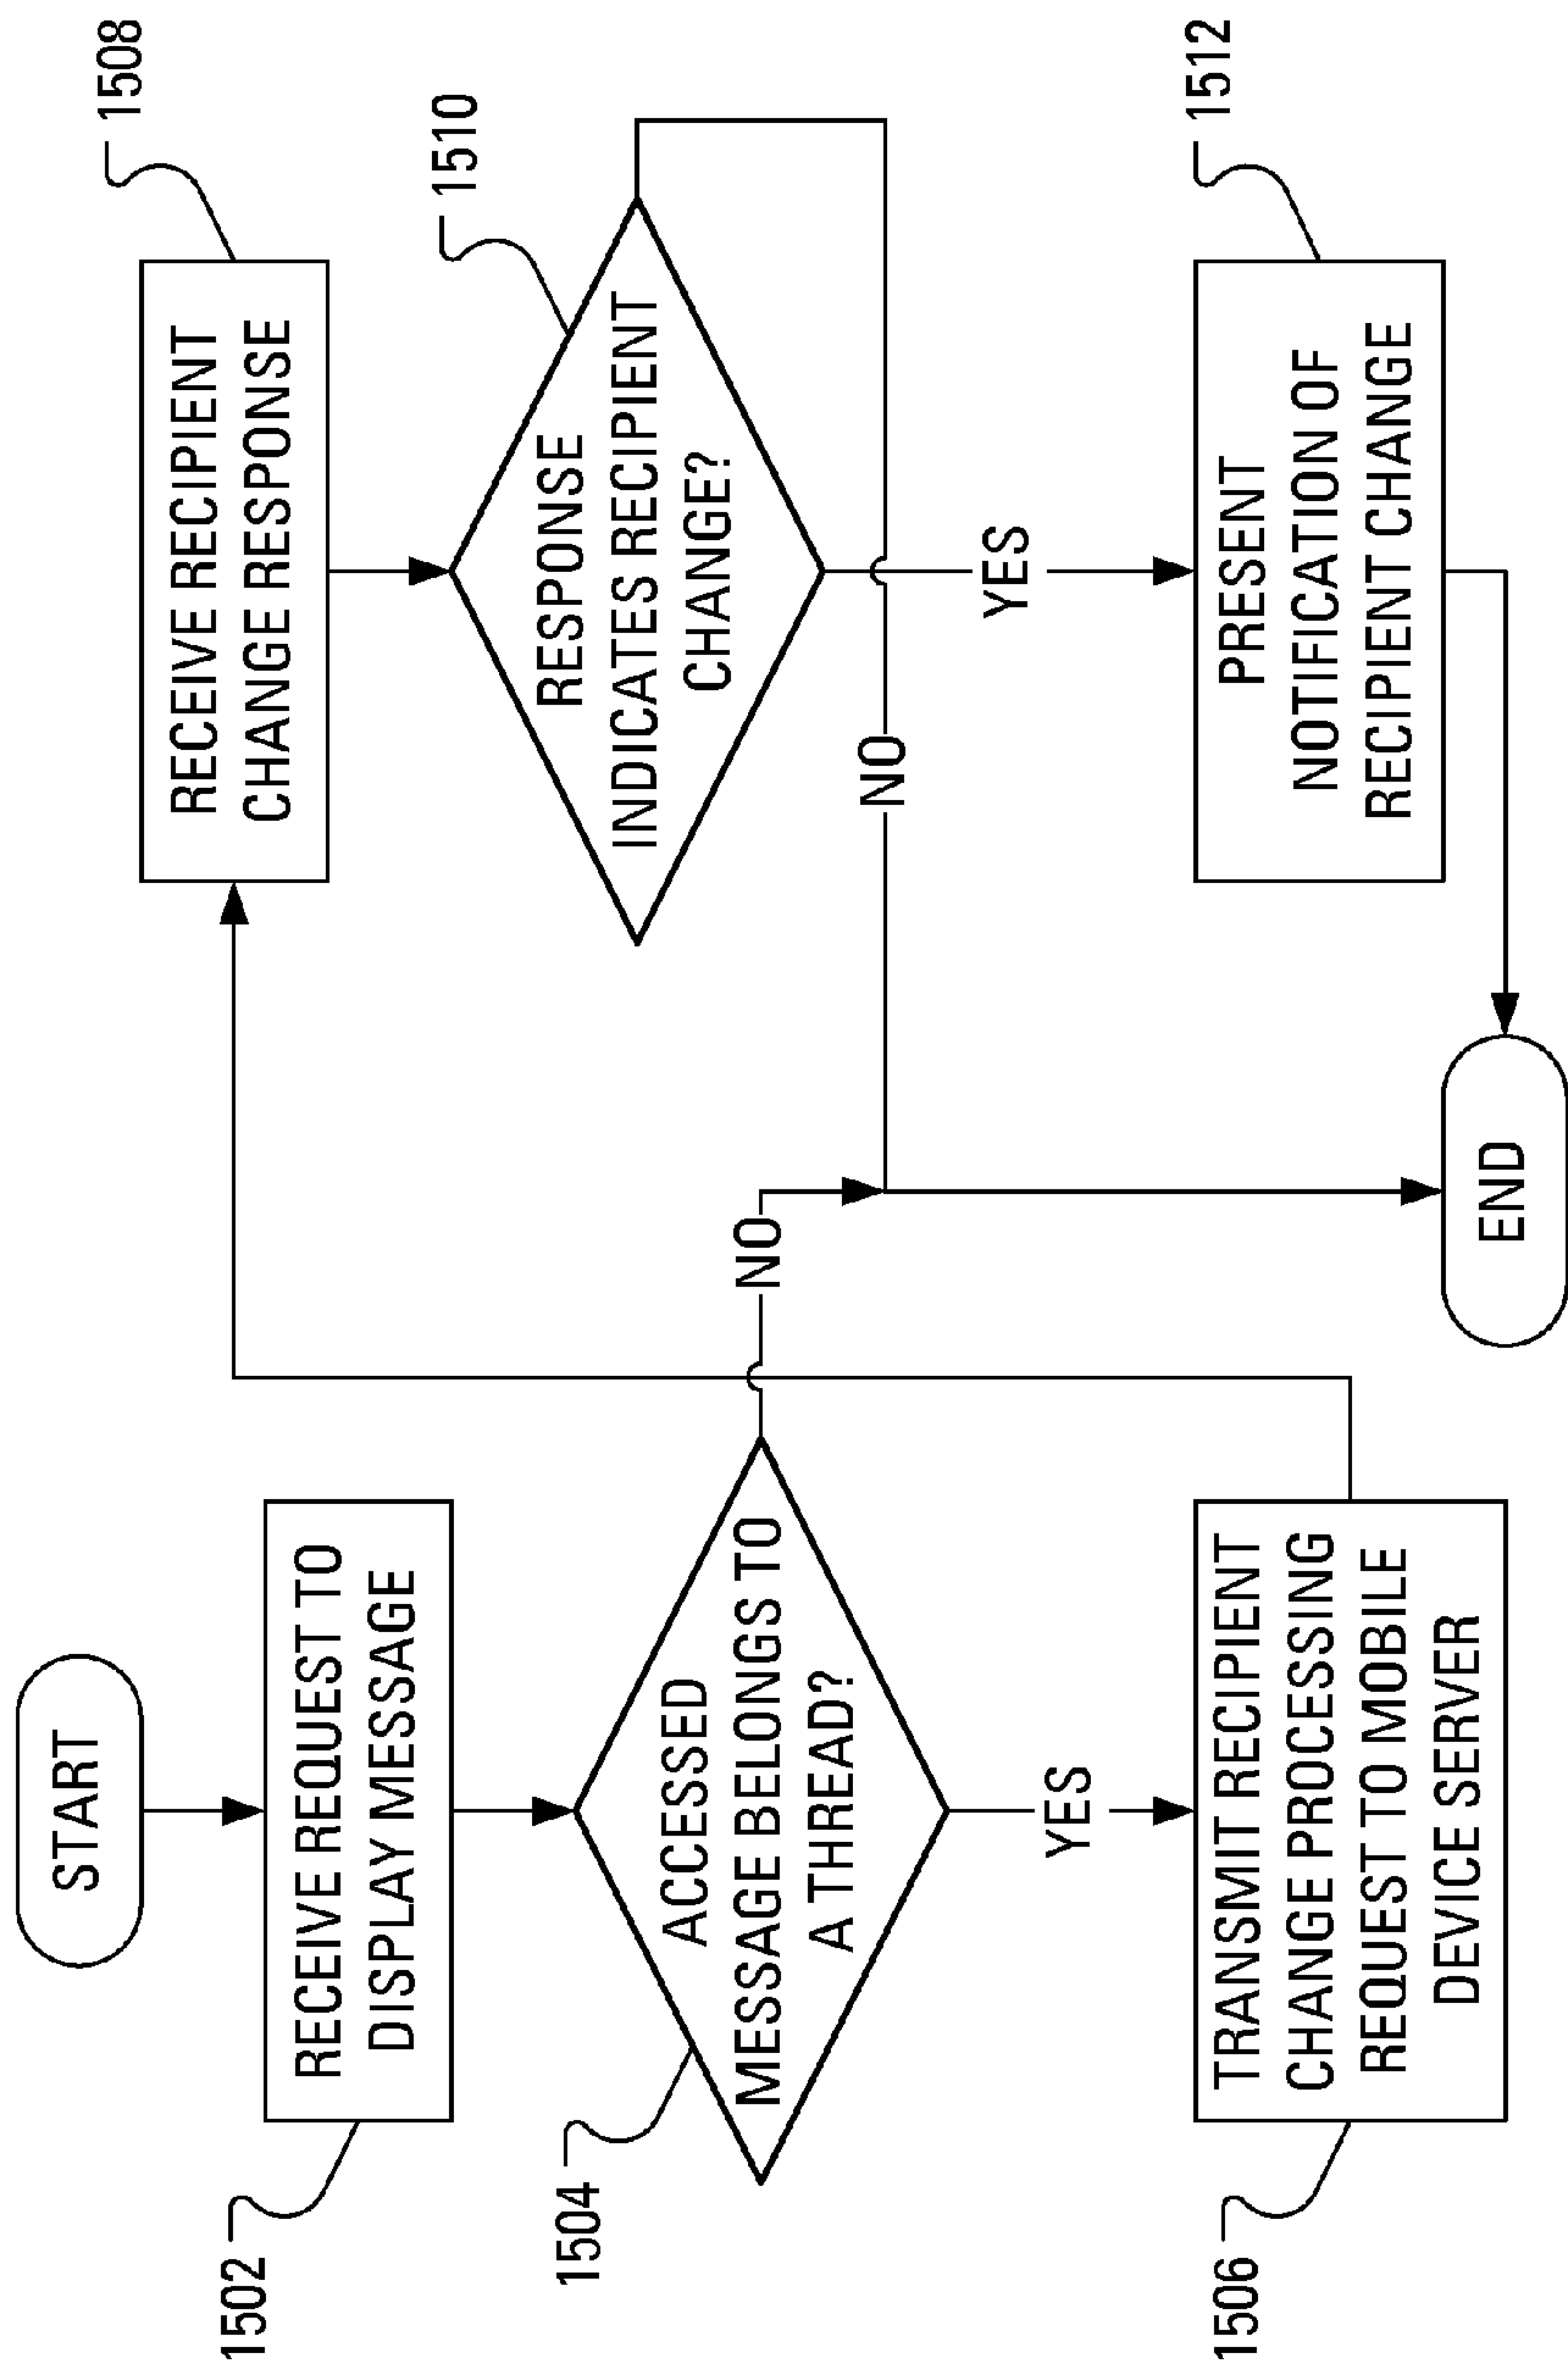 START
1502
RECEIVE REQUEST TO
DISPLAY MESSAGE
1504
ACCESSED
MESSAGE BELONGS TO
A THREAD?
NO
YES
1506
TRANSMIT RECIPIENT
CHANGE PROCESSING
REQUEST TO MOBILE
DEVICE SERVER
1508
RECEIVE RECIPIENT
CHANGE RESPONSE
1510
RESPONSE
INDICATES RECIPIENT
CHANGE?
NO
YES
1512
PRESENT
NOTIFICATION OF
RECIPIENT CHANGE
END